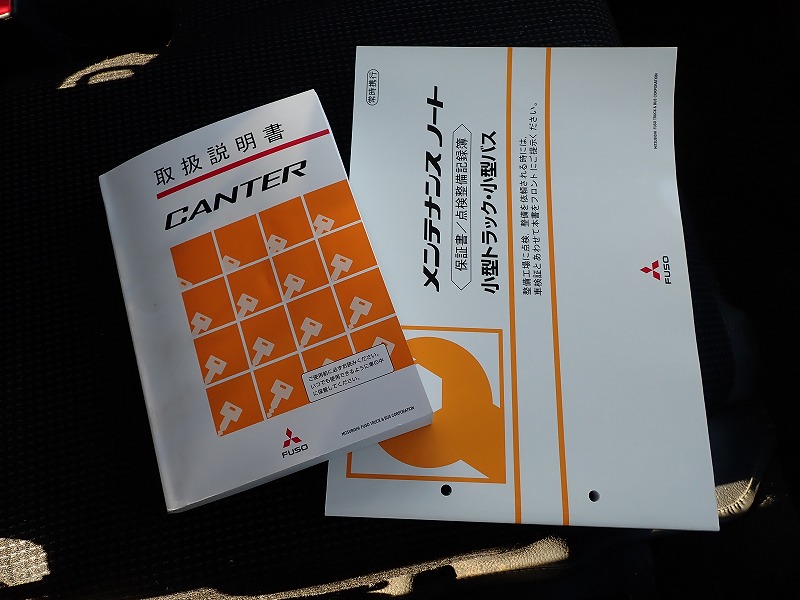 取扱説明書
CANTER
ご使用前に必ずお読みください。
いつでも使用できるように車の中
に保管してください。
FUSO
MITSUBISHI FUSO TRUCK & BUS CORPORATION
常時携行
メンテナンス ノート
保証書/点検整備記録簿
小型トラック・小型バス
整備工場に点検、整備を依頼される時には、
車検証とあわせて本書をフロントにご提示ください。
FUSO
MITSUBISHI FUSO TRUCK & BUS CORPORATION